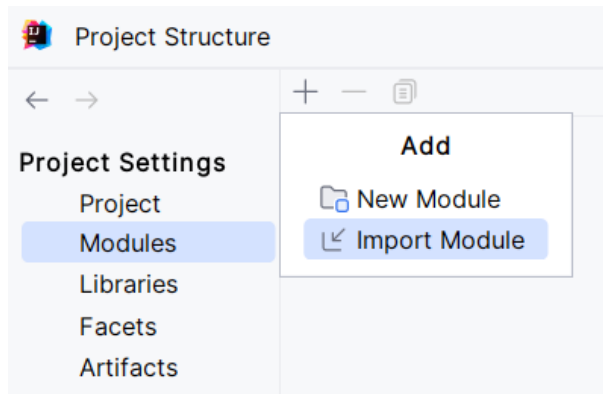 Project Structure
Project Settings
Project
Modules
Libraries
Facets
Artifacts
Add
New Module
Import Module